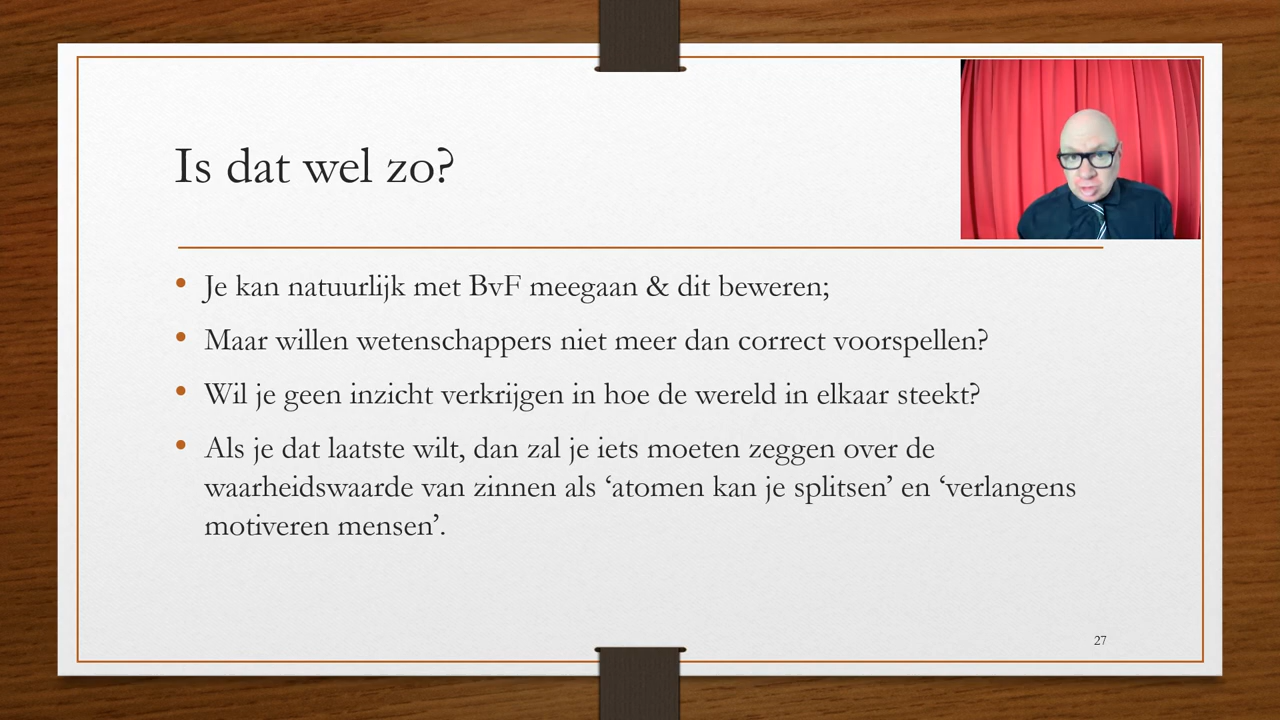 Is dat wel zo?
• Je kan natuurlijk met BvF meegaan & dit beweren;
• Maar willen wetenschappers niet meer dan correct voorspellen?
• Wil je geen inzicht verkrijgen in hoe de wereld in elkaar steekt?
• Als je dat laatste wilt, dan zal je iets moeten zeggen over de
waarheidswaarde van zinnen als ‘atomen kan je splitsen’ en ‘verlangens
motiveren mensen’.
27